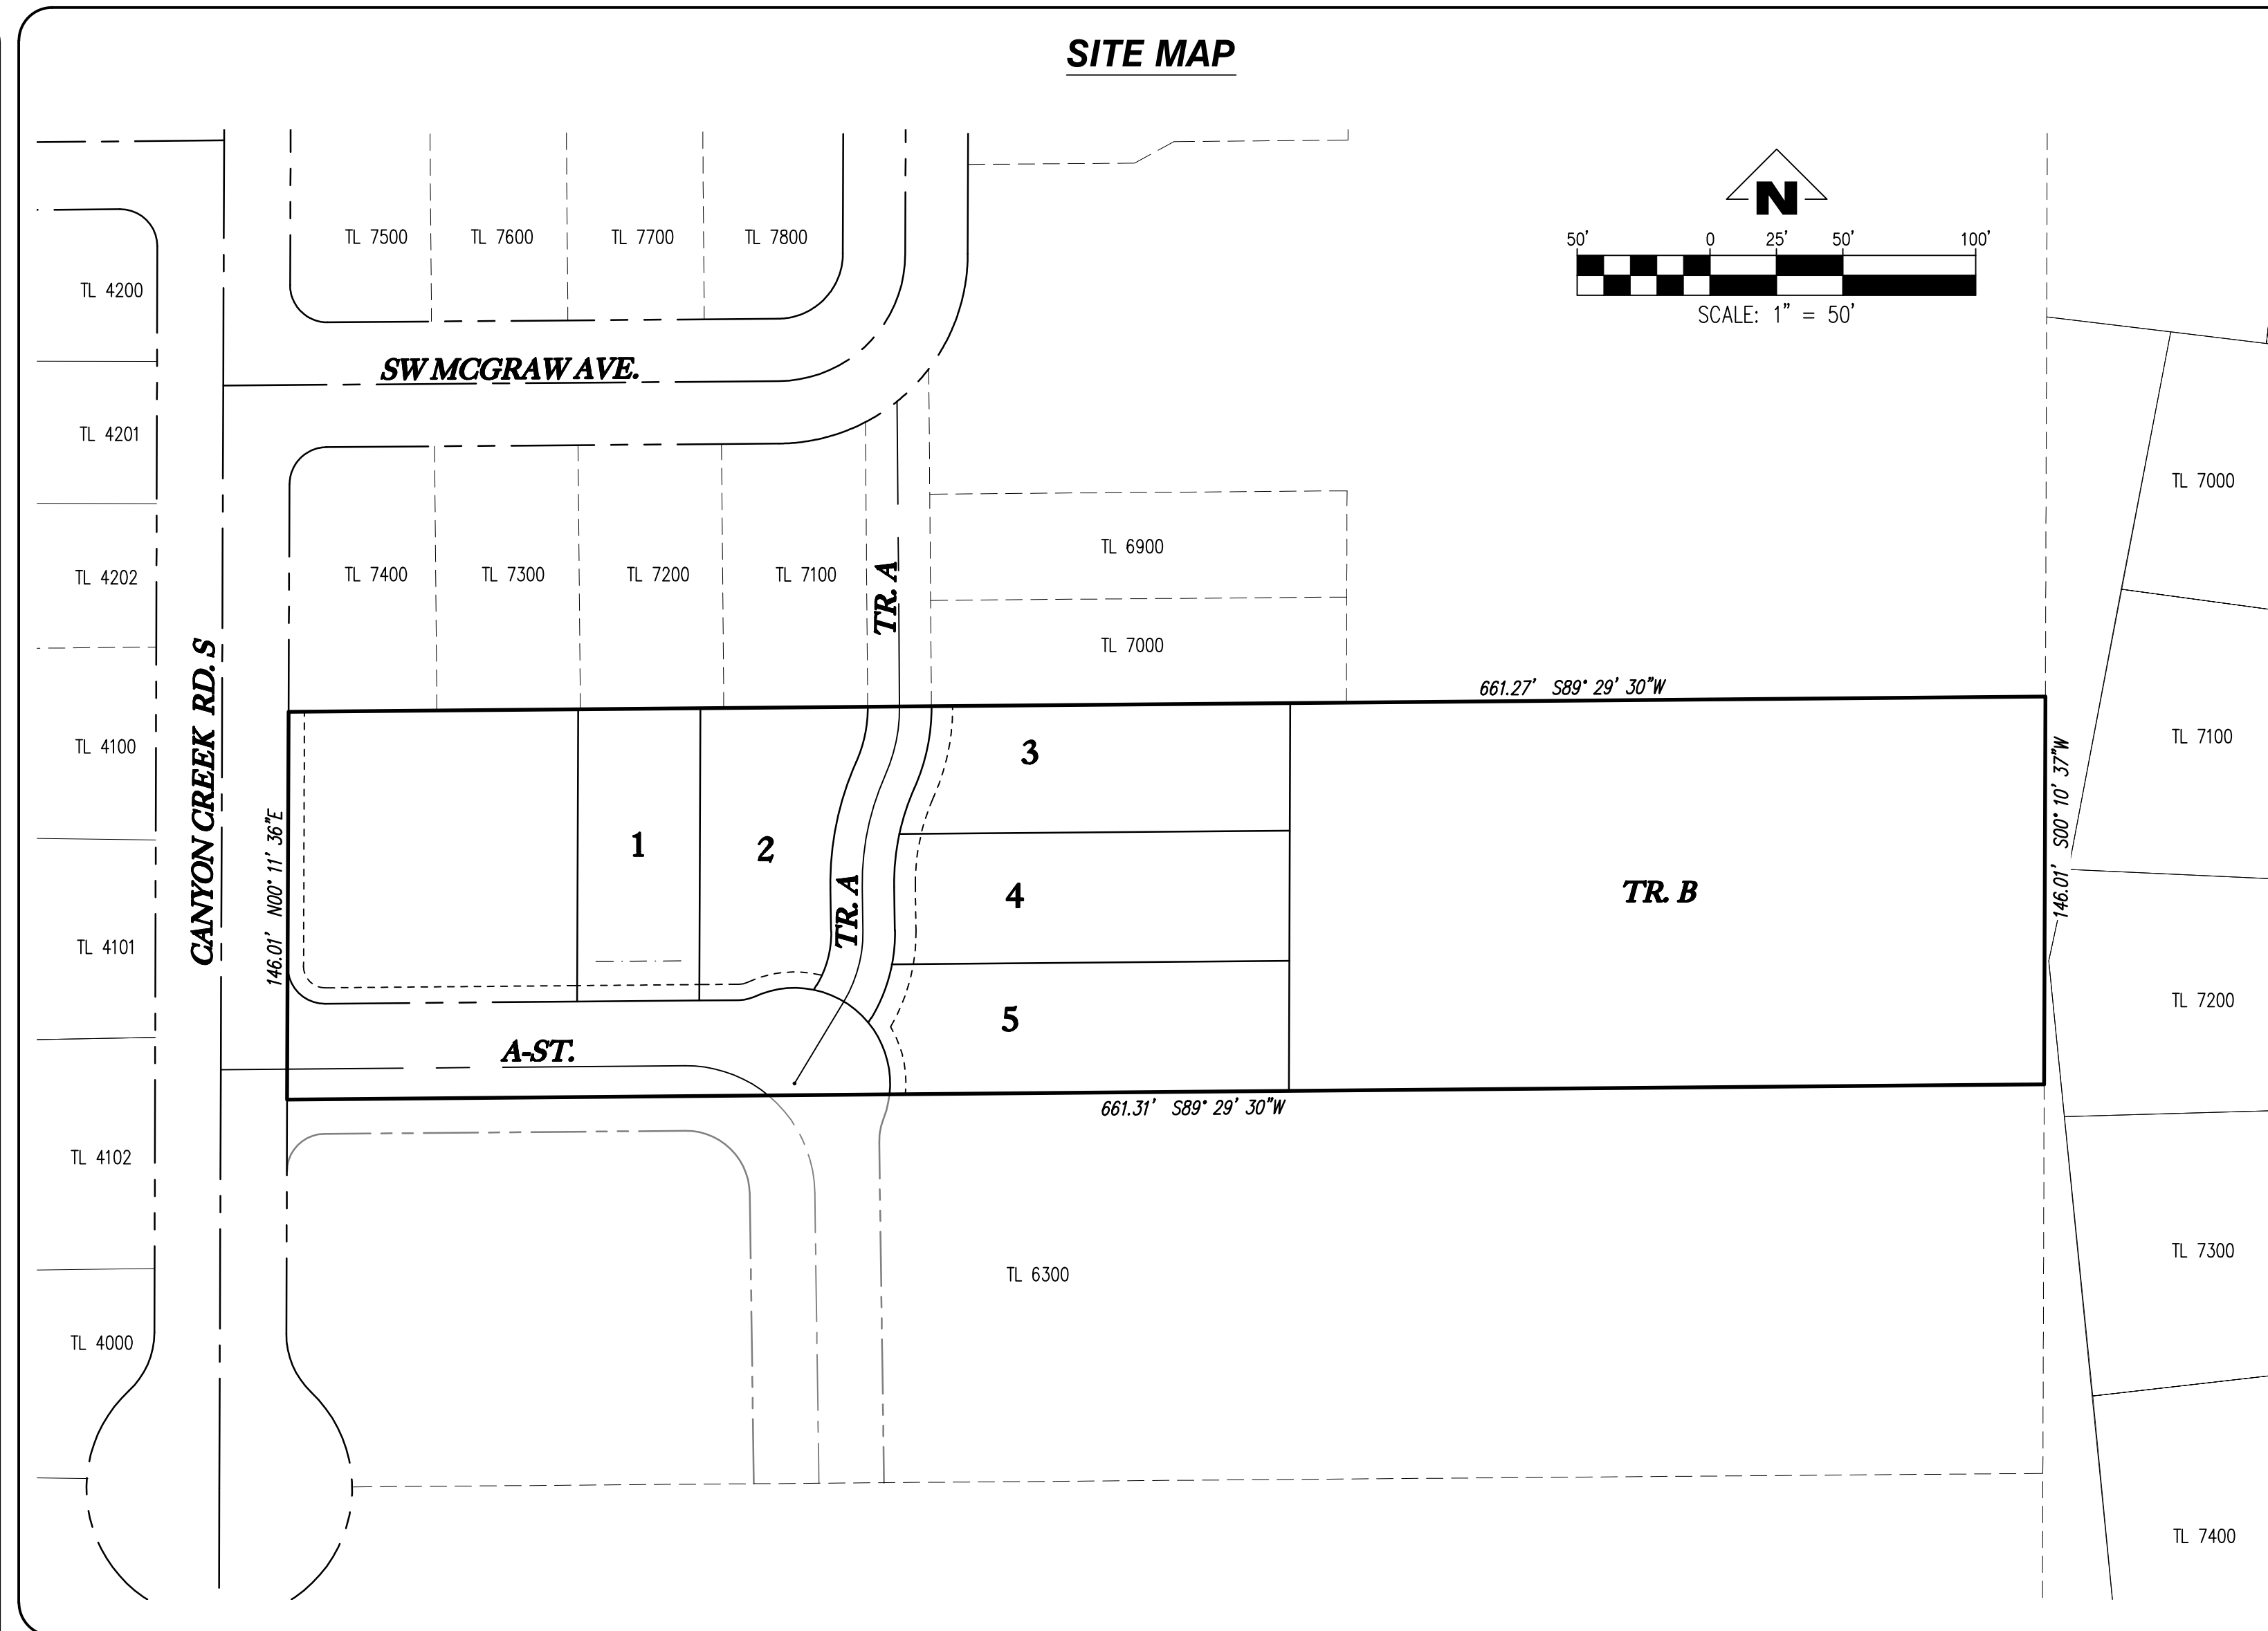 SITE MAP
N
50' 0 25' 50' 100'
SCALE: 1" = 50'
TL 7500
TL 7600
TL 7700
TL 7800
TL 4200
SW MCGRAW AVE.
TL 4201
TL 7000
TL 6900
TL 4202
TL 7400
TL 7300
TL 7200
TL 7100
TR. A
TL 7000
CANYON CREEK RD. S
661.27' S89° 29' 30"W
TL 4100
3
TL 7100
146.01' N00° 11' 36"E
1
2
146.01' S00° 10' 37"W
4
TR. B
TR. A
TL 4101
5
TL 7200
A-ST.
661.31' S89° 29' 30"W
TL 4102
TL 6300
TL 7300
TL 4000
TL 7400